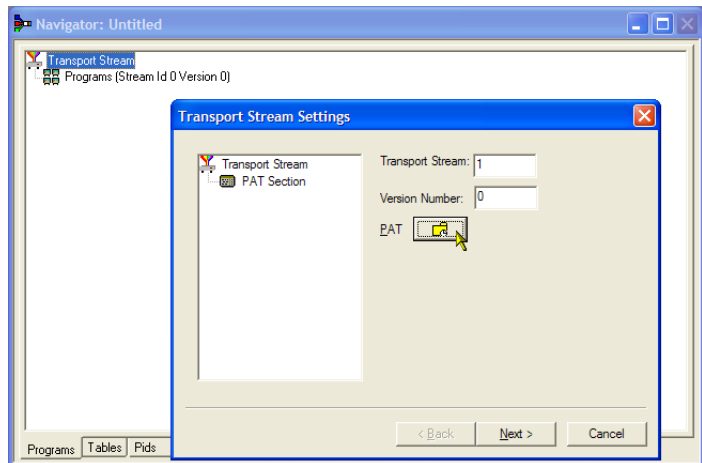 Navigator: Untitled
Transport Stream
Programs (Stream Id 0 Version 0)
Transport Stream Settings
Transport Stream
PAT Section
Transport Stream: 1
Version Number: 0
PAT
< Back
Next >
Cancel
Programs
Tables
Pids